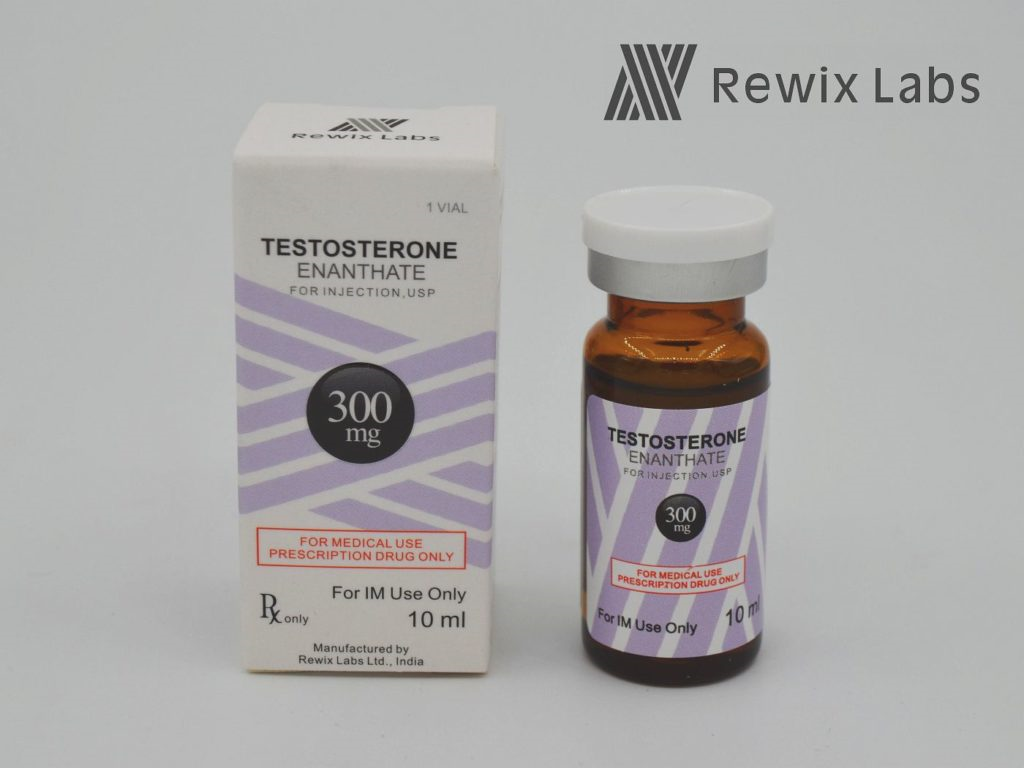 Rewix Labs
Rewix Labs
1 VIAL
TESTOSTERONE
ENANTHATE
FOR INJECTION,USP
300
mg
FOR MEDICAL USE
PRESCRIPTION DRUG ONLY
For IM Use Only
Rx only
10 ml
Manufactured by
Rewix Labs Ltd., India
TESTOSTERONE
ENANTHATE
FOR INJECTION,USP
300
mg
FOR MEDICAL USE
PRESCRIPTION DRUG ONLY
For IM Use Only
10 ml